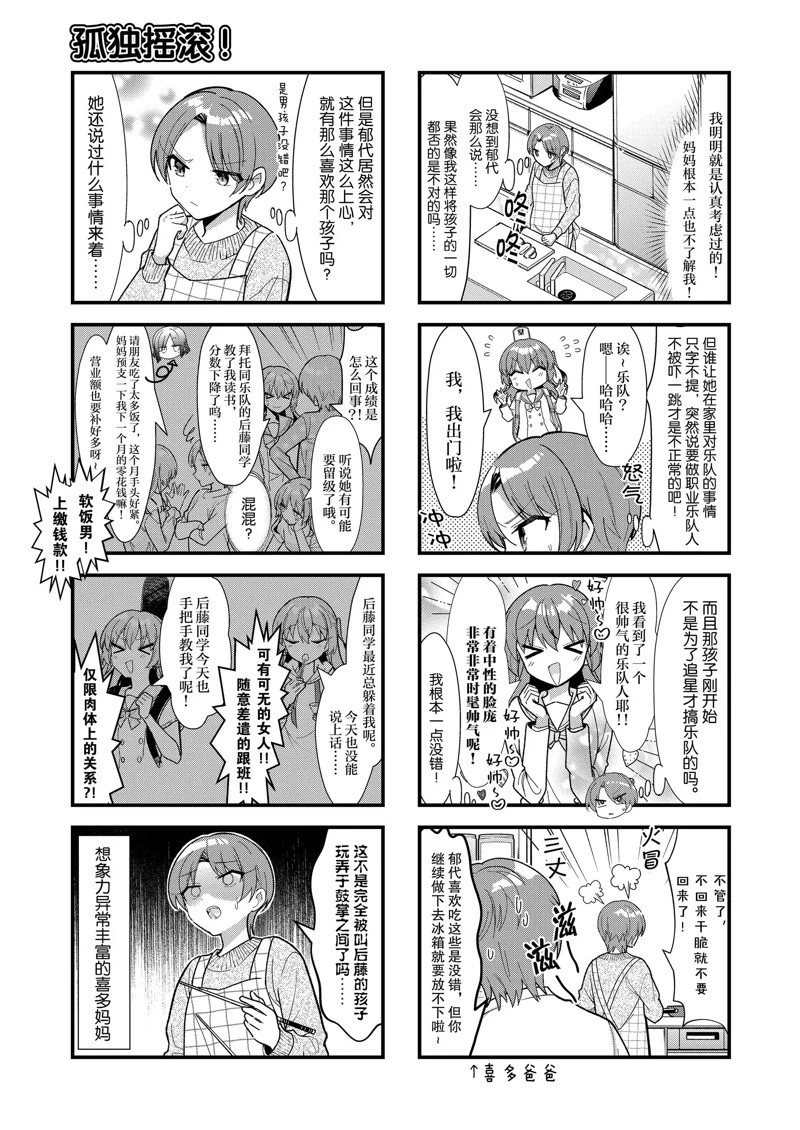 孤独摇滚！
我明明就是认真考虑过的！
妈妈根本一点也不了解我！
没想到郁代
会那么说……
果然像我这样将孩子的一切
都否的是不对的吗……
咚
咚
但谁让她在家里对乐队的事情
只字不提，突然说要做职业乐队人
不被吓一跳才是不正常的吧！
诶~乐队？
嗯——哈哈哈…
我，我出门啦！
怒气
冲冲
而且那孩子刚开始
不是为了追星才搞乐队的吗。
好帅~
我看到了一个
很帅气的乐队人耶!!
有着中性的脸庞
非常非常时髦帅气呢！
好帅~
好帅~
我根本一点没错！
不管了，
不回来干脆就不要
回来了！
火冒
三丈
滋
滋
郁代喜欢吃这些是没错，但你
继续做下去冰箱就要放不下啦~
↑喜多爸爸
但是郁代居然会对
这件事情这么上心，
就有那么喜欢那个孩子吗？
是男孩子没错吧？
她还说过什么事情来着……
这个成绩是
怎么回事?!
拜托同乐队的后藤同学
教了我读书，
分数下降了呜……
听说她有可能
要留级了哦。
混混？
请朋友吃了太多饭了，这个月手头好紧。
妈妈预支一下我下一个月的零花钱嘛！
营业额也要补好多呀~
软饭男！
上缴钱款!!
后藤同学最近总躲着我呢。
今天也没能
说上话……
可有可无的女人!!
随意差遣的跟班!!
后藤同学今天也
手把手教我了呢！
仅限肉体上的关系?!
这不是完全被叫后藤的孩子
玩弄于鼓掌之间了吗……
想象力异常丰富的喜多妈妈